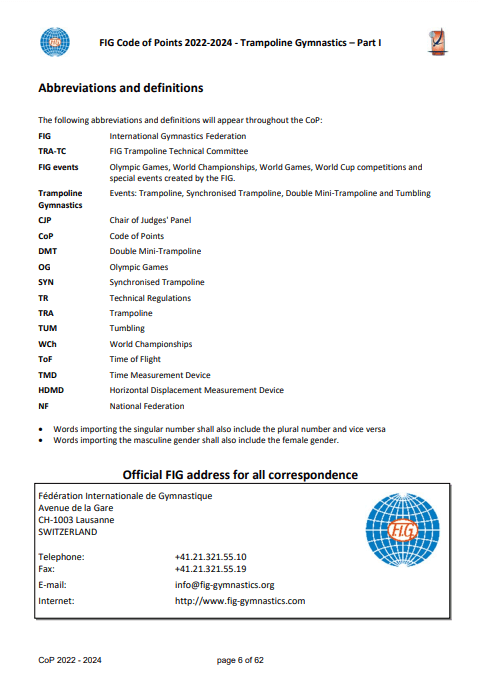 FIG Code of Points 2022-2024 - Trampoline Gymnastics – Part I
Abbreviations and definitions
The following abbreviations and definitions will appear throughout the CoP:
FIG International Gymnastics Federation
TRA-TC FIG Trampoline Technical Committee
FIG events Olympic Games, World Championships, World Games, World Cup competitions and
special events created by the FIG.
Trampoline Events: Trampoline, Synchronised Trampoline, Double Mini-Trampoline and Tumbling
Gymnastics
CJP Chair of Judges' Panel
CoP Code of Points
DMT Double Mini-Trampoline
OG Olympic Games
SYN Synchronised Trampoline
TR Technical Regulations
TRA Trampoline
TUM Tumbling
WCh World Championships
ToF Time of Flight
TMD Time Measurement Device
HDMD Horizontal Displacement Measurement Device
NF National Federation
• Words importing the singular number shall also include the plural number and vice versa
• Words importing the masculine gender shall also include the female gender.
Official FIG address for all correspondence
Fédération Internationale de Gymnastique
Avenue de la Gare
CH-1003 Lausanne
SWITZERLAND
F.I.G
Telephone: +41.21.321.55.10
Fax: +41.21.321.55.19
E-mail: info@fig-gymnastics.org
Internet: http://www.fig-gymnastics.com
CoP 2022 - 2024 page 6 of 62